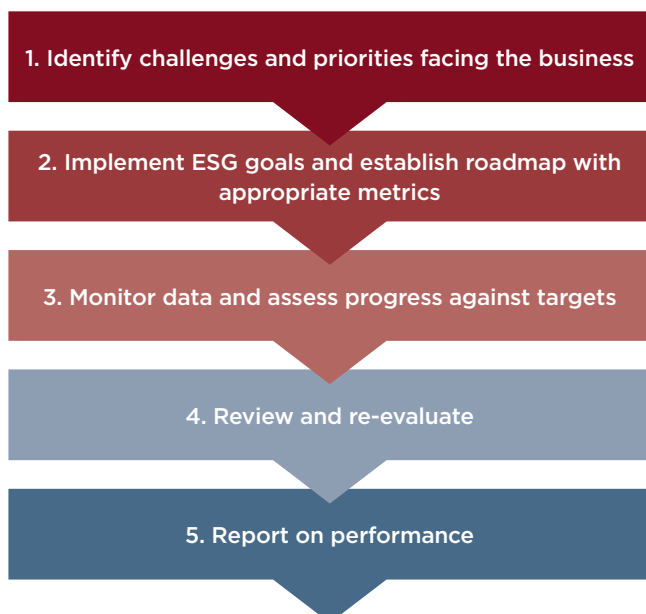 1. Identify challenges and priorities facing the business
2. Implement ESG goals and establish roadmap with
appropriate metrics
3. Monitor data and assess progress against targets
4. Review and re-evaluate
5. Report on performance